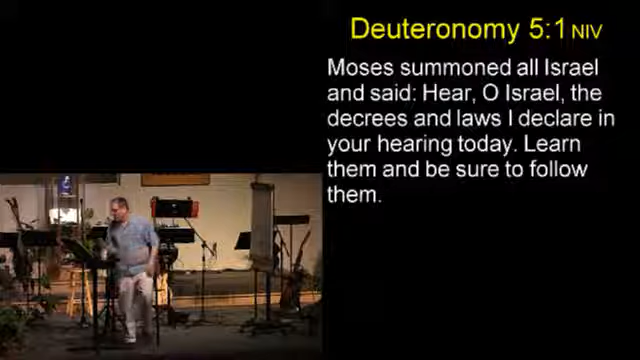 Deuteronomy 5:1 NIV
Moses summoned all Israel
and said: Hear, O Israel, the
decrees and laws I declare in
your hearing today. Learn
them and be sure to follow
them.